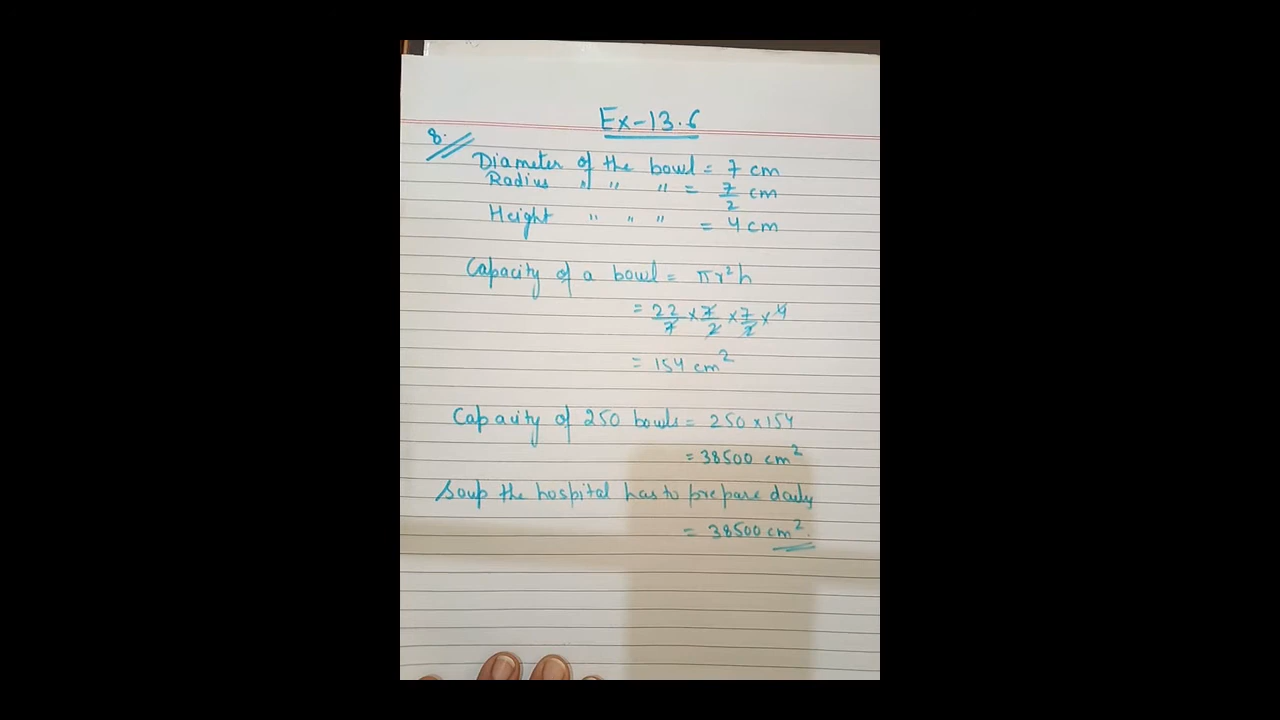 Ex-13.6
8.
Diameter of the bowl = 7 cm
Radius " " " = 7/2 cm
Height " " " = 4 cm
Capacity of a bowl = πr²h
= 22/7 × 7/2 × 7/2 × 4
= 154 cm²
Capacity of 250 bowls = 250 × 154
= 38500 cm²
Soup the hospital has to prepare daily
= 38500 cm².